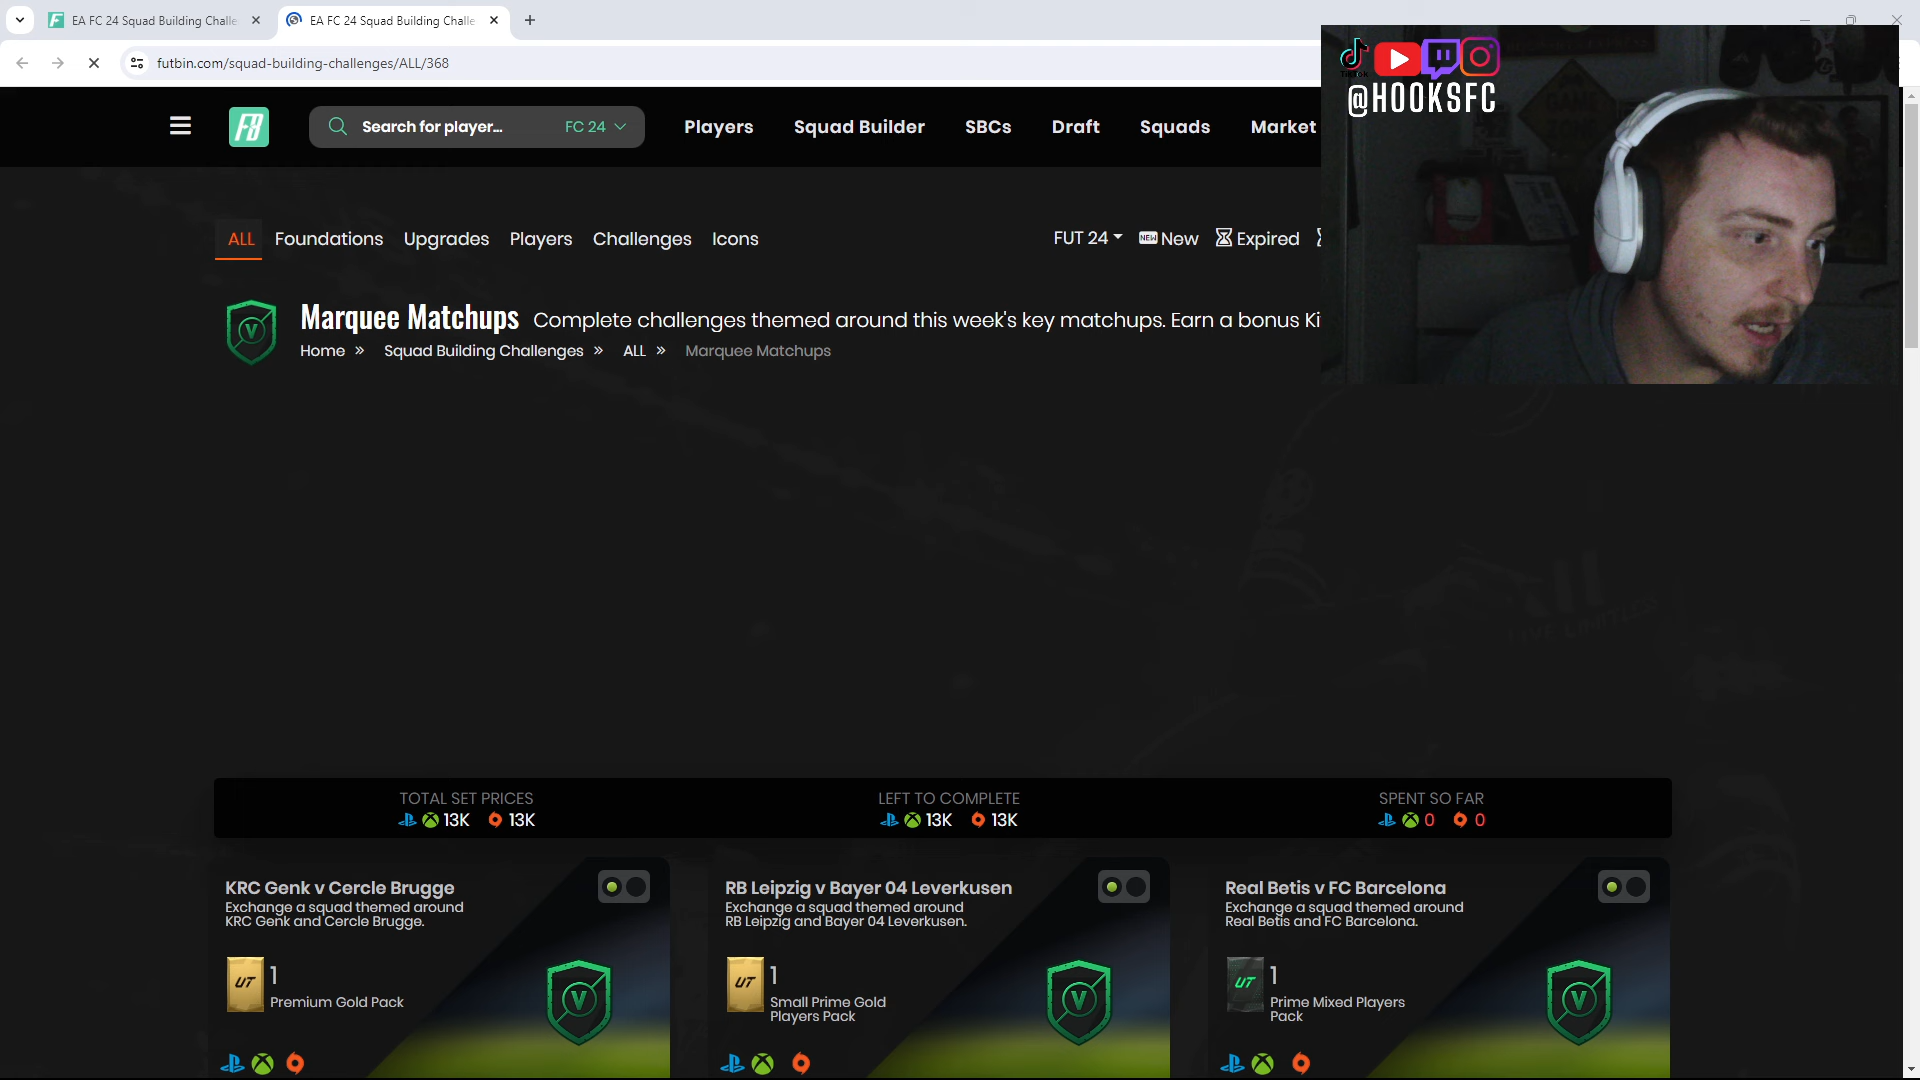 EA FC 24 Squad Building Challe
EA FC 24 Squad Building Challe
futbin.com/squad-building-challenges/ALL/368
@HOOKSFC
Search for player...
FC 24
Players
Squad Builder
SBCs
Draft
Squads
Market
ALL
Foundations
Upgrades
Players
Challenges
Icons
FUT 24
NEW
New
Expired
Marquee Matchups
Complete challenges themed around this week's key matchups. Earn a bonus Ki
Home » Squad Building Challenges » ALL » Marquee Matchups
TOTAL SET PRICES
13K
13K
LEFT TO COMPLETE
13K
13K
SPENT SO FAR
0
0
KRC Genk v Cercle Brugge
Exchange a squad themed around
KRC Genk and Cercle Brugge.
UT
1
Premium Gold Pack
RB Leipzig v Bayer 04 Leverkusen
Exchange a squad themed around
RB Leipzig and Bayer 04 Leverkusen.
UT
1
Small Prime Gold
Players Pack
Real Betis v FC Barcelona
Exchange a squad themed around
Real Betis and FC Barcelona.
UT
1
Prime Mixed Players
Pack